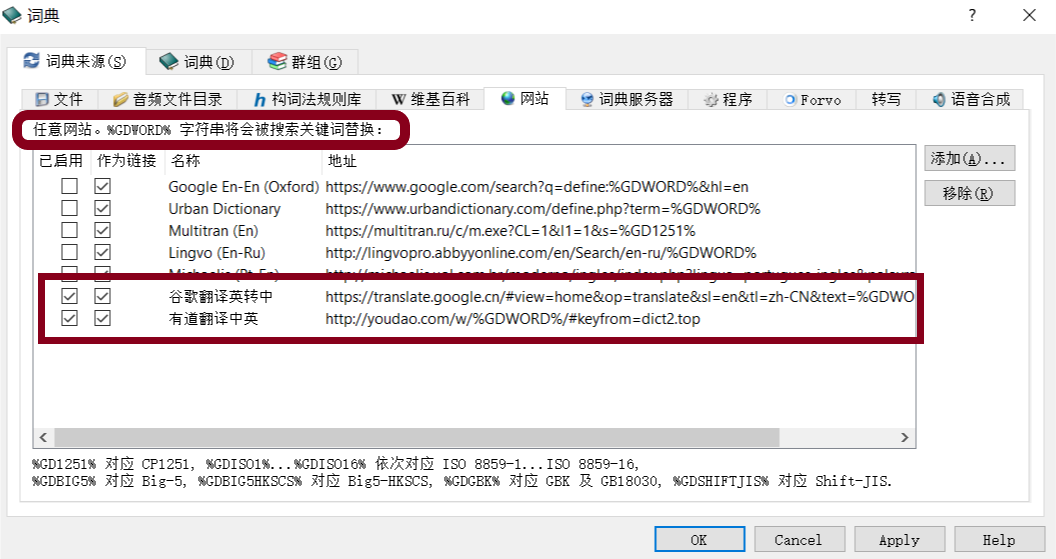 词典
词典来源(S) 词典(D) 群组(G)
文件 音频文件目录 构词法规则库 维基百科 网站 词典服务器 程序 Forvo 转写 语音合成
任意网站。%GDWORD% 字符串将会被搜索关键词替换:
已启用 作为链接 名称 地址
添加(A)...
Google En-En (Oxford) https://www.google.com/search?q=define:%GDWORD%&hl=en
移除(R)
Urban Dictionary https://www.urbandictionary.com/define.php?term=%GDWORD%
Multitran (En) https://multitran.ru/c/m.exe?CL=1&l1=1&s=%GD1251%
Lingvo (En-Ru) http://lingvopro.abbyyonline.com/en/Search/en-ru/%GDWORD%
谷歌翻译英转中 https://translate.google.cn/#view=home&op=translate&sl=en&tl=zh-CN&text=%GDWO
有道翻译中英 http://youdao.com/w/%GDWORD%/#keyfrom=dict2.top
%GD1251% 对应 CP1251, %GDISO1%...%GDISO16% 依次对应 ISO 8859-1...ISO 8859-16,
%GDBIG5% 对应 Big-5, %GDBIG5HKSCS% 对应 Big5-HKSCS, %GDGBK% 对应 GBK 及 GB18030, %GDSHIFTJIS% 对应 Shift-JIS.
OK Cancel Apply Help